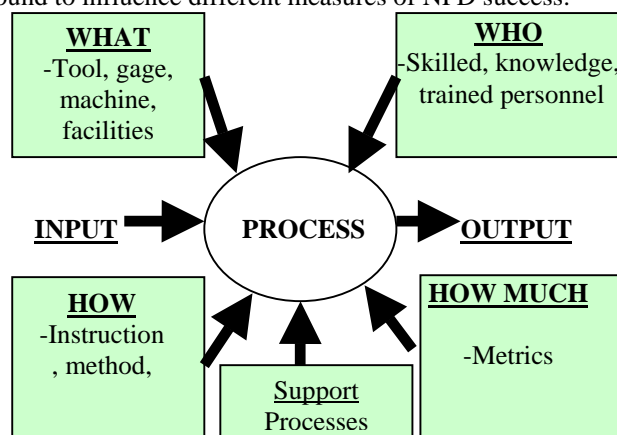 ound to influence different measures of NPD success.
WHAT
-Tool, gage,
machine,
facilities
WHO
-Skilled, knowledge,
trained personnel
INPUT
PROCESS
OUTPUT
HOW
-Instruction
, method,
Support
Processes
HOW MUCH
-Metrics